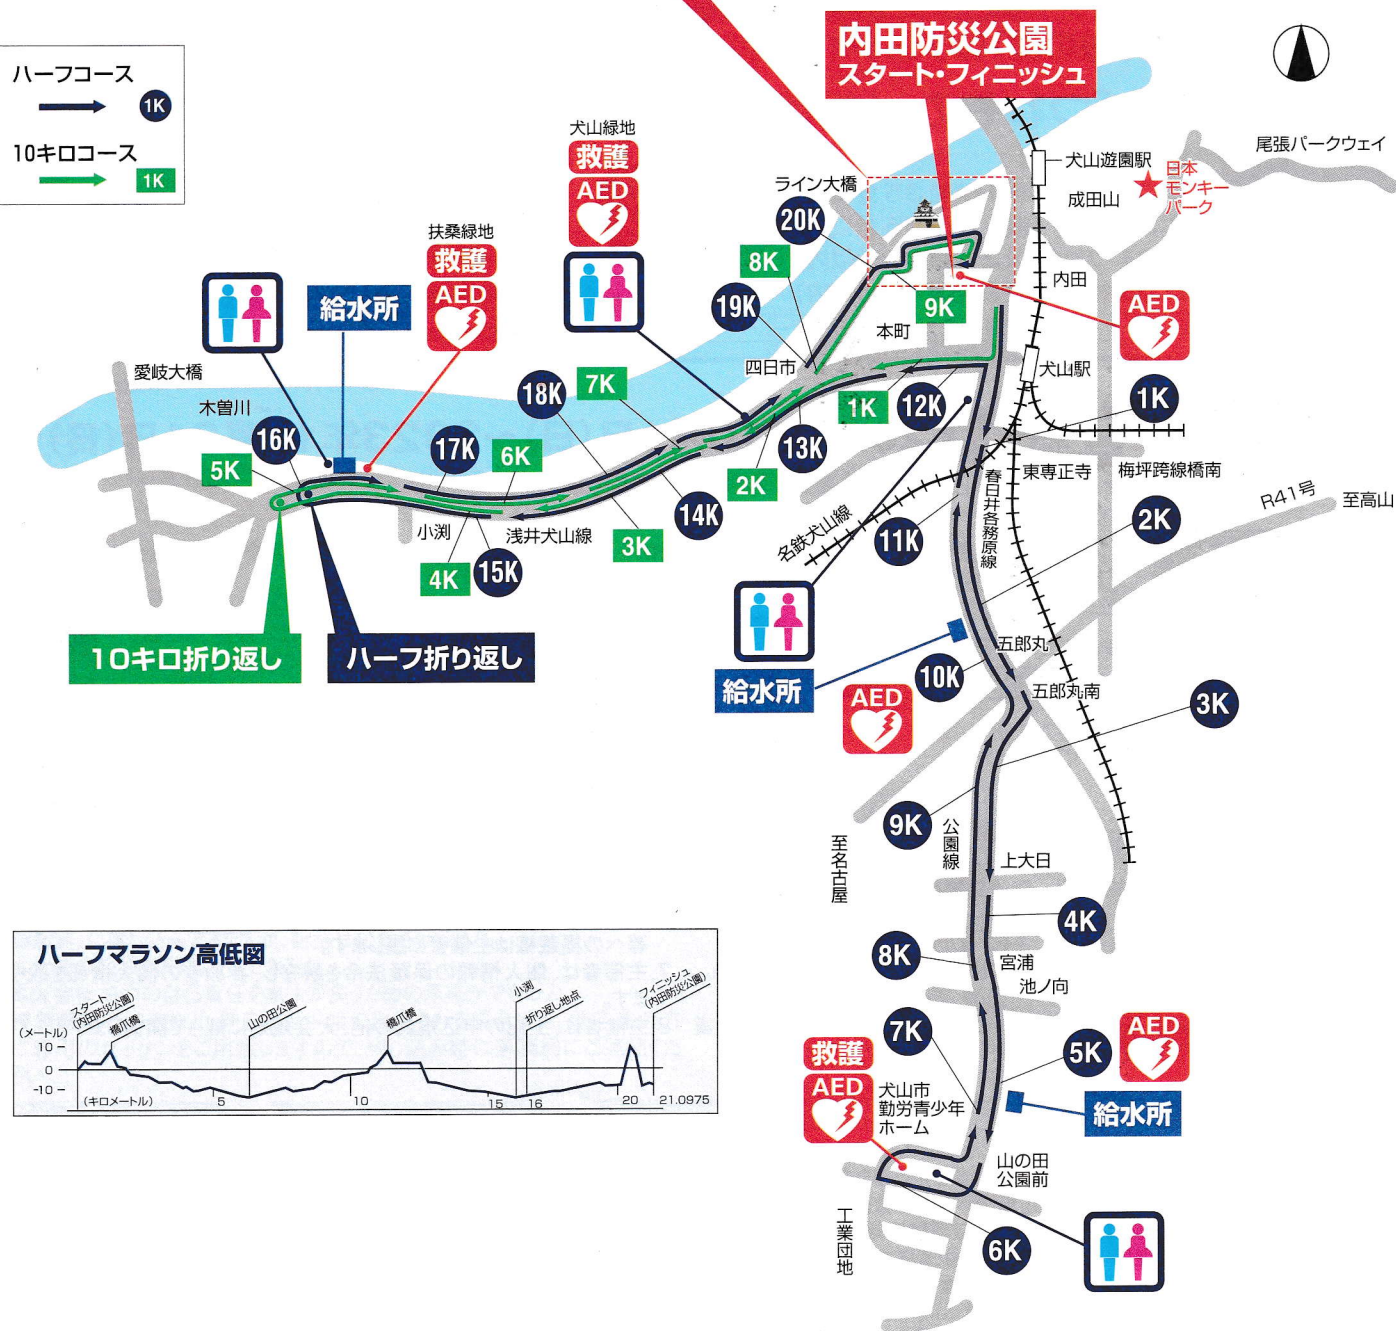 内田防災公園
スタート・フィニッシュ
ハーフコース
1K
10キロコース
1K
犬山緑地
救護
AED
扶桑緑地
救護
AED
給水所
ライン大橋
20K
8K
19K
9K
本町
四日市
犬山遊園駅
成田山
日本
モンキー
パーク
尾張パークウェイ
内田
AED
犬山駅
1K
愛岐大橋
木曽川
16K
5K
17K
18K
7K
6K
1K
12K
13K
2K
14K
3K
小渕
浅井犬山線
4K
15K
10キロ折り返し
ハーフ折り返し
名鉄犬山線
11K
春日井各務原線
東専正寺
梅坪跨線橋南
2K
R41号
至高山
給水所
五郎丸
10K
AED
五郎丸南
3K
9K
公園線
至名古屋
上大日
4K
8K
宮浦
池ノ向
7K
5K
AED
救護
AED
犬山市
勤労青少年
ホーム
給水所
山の田
公園前
6K
工業団地
ハーフマラソン高低図
スタート
(内田防災公園)
橋爪橋
山の田公園
橋爪橋
小渕
折り返し地点
フィニッシュ
(内田防災公園)
(メートル)
10
0
-10
(キロメートル)
5
10
15
16
20
21.0975